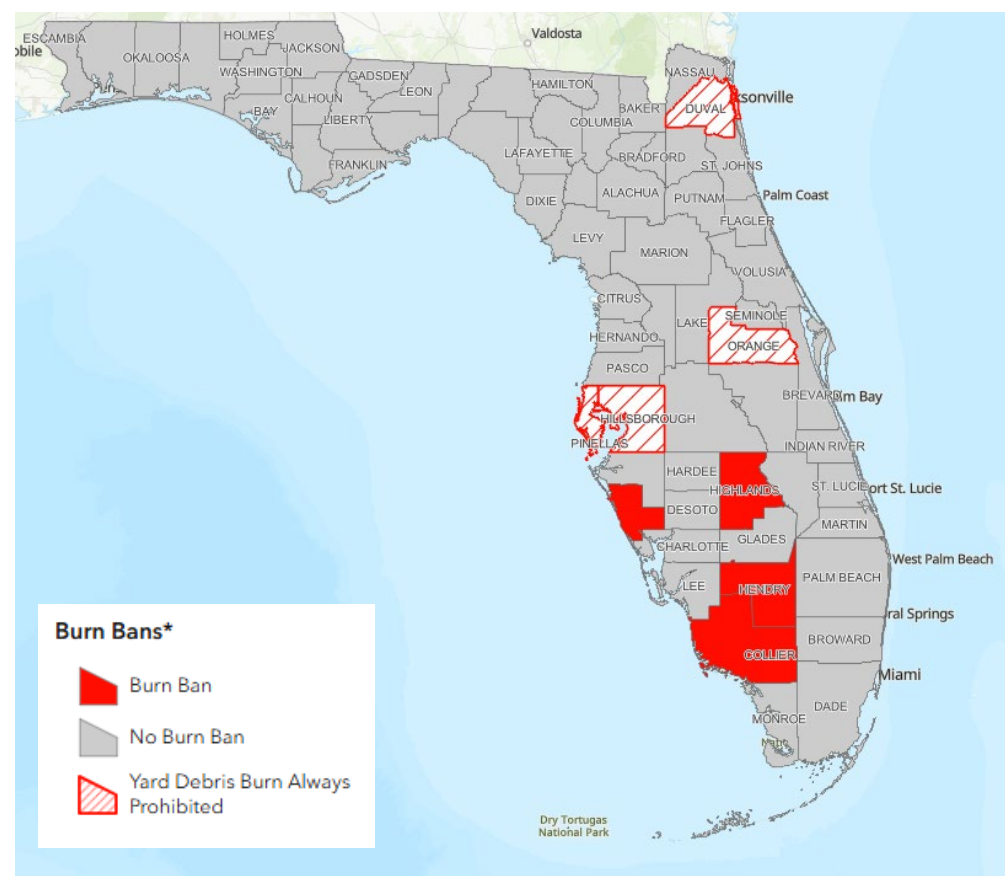 Valdosta
ESCAMBIA
HOLMES
JACKSON
obile
OKALOOSA
WASHINGTON
GADSDEN
LEON
HAMILTON
NASSAU
CALHOUN
BAY
LIBERTY
COLUMBIA
BAKER
DUVAL
ksonville
FRANKLIN
LAFAYETTE
BRADFORD
ST. JOHNS
DIXIE
ALACHUA
PUTNAM
Palm Coast
FLAGLER
LEVY
MARION
VOLUSIA
CITRUS
LAKE
SEMINOLE
HERNANDO
ORANGE
PASCO
BREVARD
lm Bay
HILLSBOROUGH
PINELLAS
INDIAN RIVER
HARDEE
HIGHLANDS
ST. LUCIE
ort St. Lucie
DESOTO
MARTIN
CHARLOTTE
GLADES
West Palm Beach
LEE
HENDRY
PALM BEACH
ral Springs
BROWARD
COLLIER
Miami
DADE
MONROE
Dry Tortugas
National Park
Burn Bans*
Burn Ban
No Burn Ban
Yard Debris Burn Always
Prohibited